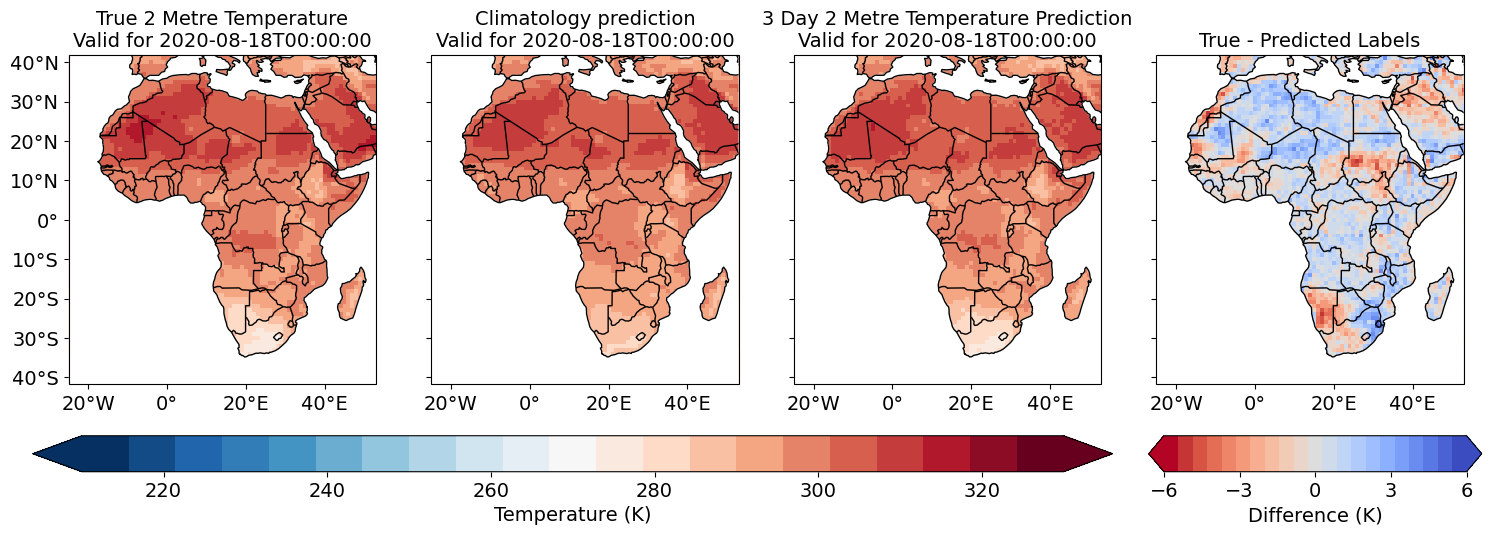 True 2 Metre Temperature
Valid for 2020-08-18T00:00:00
Climatology prediction
Valid for 2020-08-18T00:00:00
3 Day 2 Metre Temperature Prediction
Valid for 2020-08-18T00:00:00
True - Predicted Labels
40°N
30°N
20°N
10°N
0°
10°S
20°S
30°S
40°S
20°W 0° 20°E 40°E
20°W 0° 20°E 40°E
20°W 0° 20°E 40°E
20°W 0° 20°E 40°E
220 240 260 280 300 320
Temperature (K)
−6 −3 0 3 6
Difference (K)